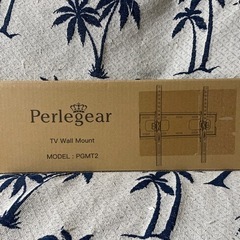 Perlegear
TV Wall Mount
MODEL : PGMT2